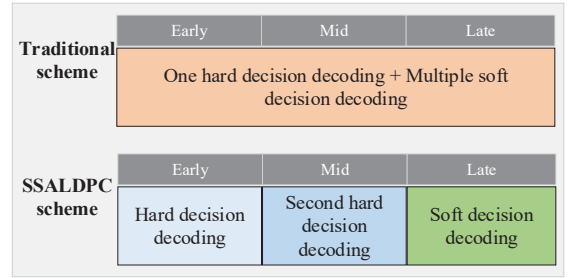 Early Mid Late
Traditional
scheme
One hard decision decoding + Multiple soft
decision decoding
Early Mid Late
SSALDPC
scheme
Hard decision
decoding
Second hard
decision
decoding
Soft decision
decoding